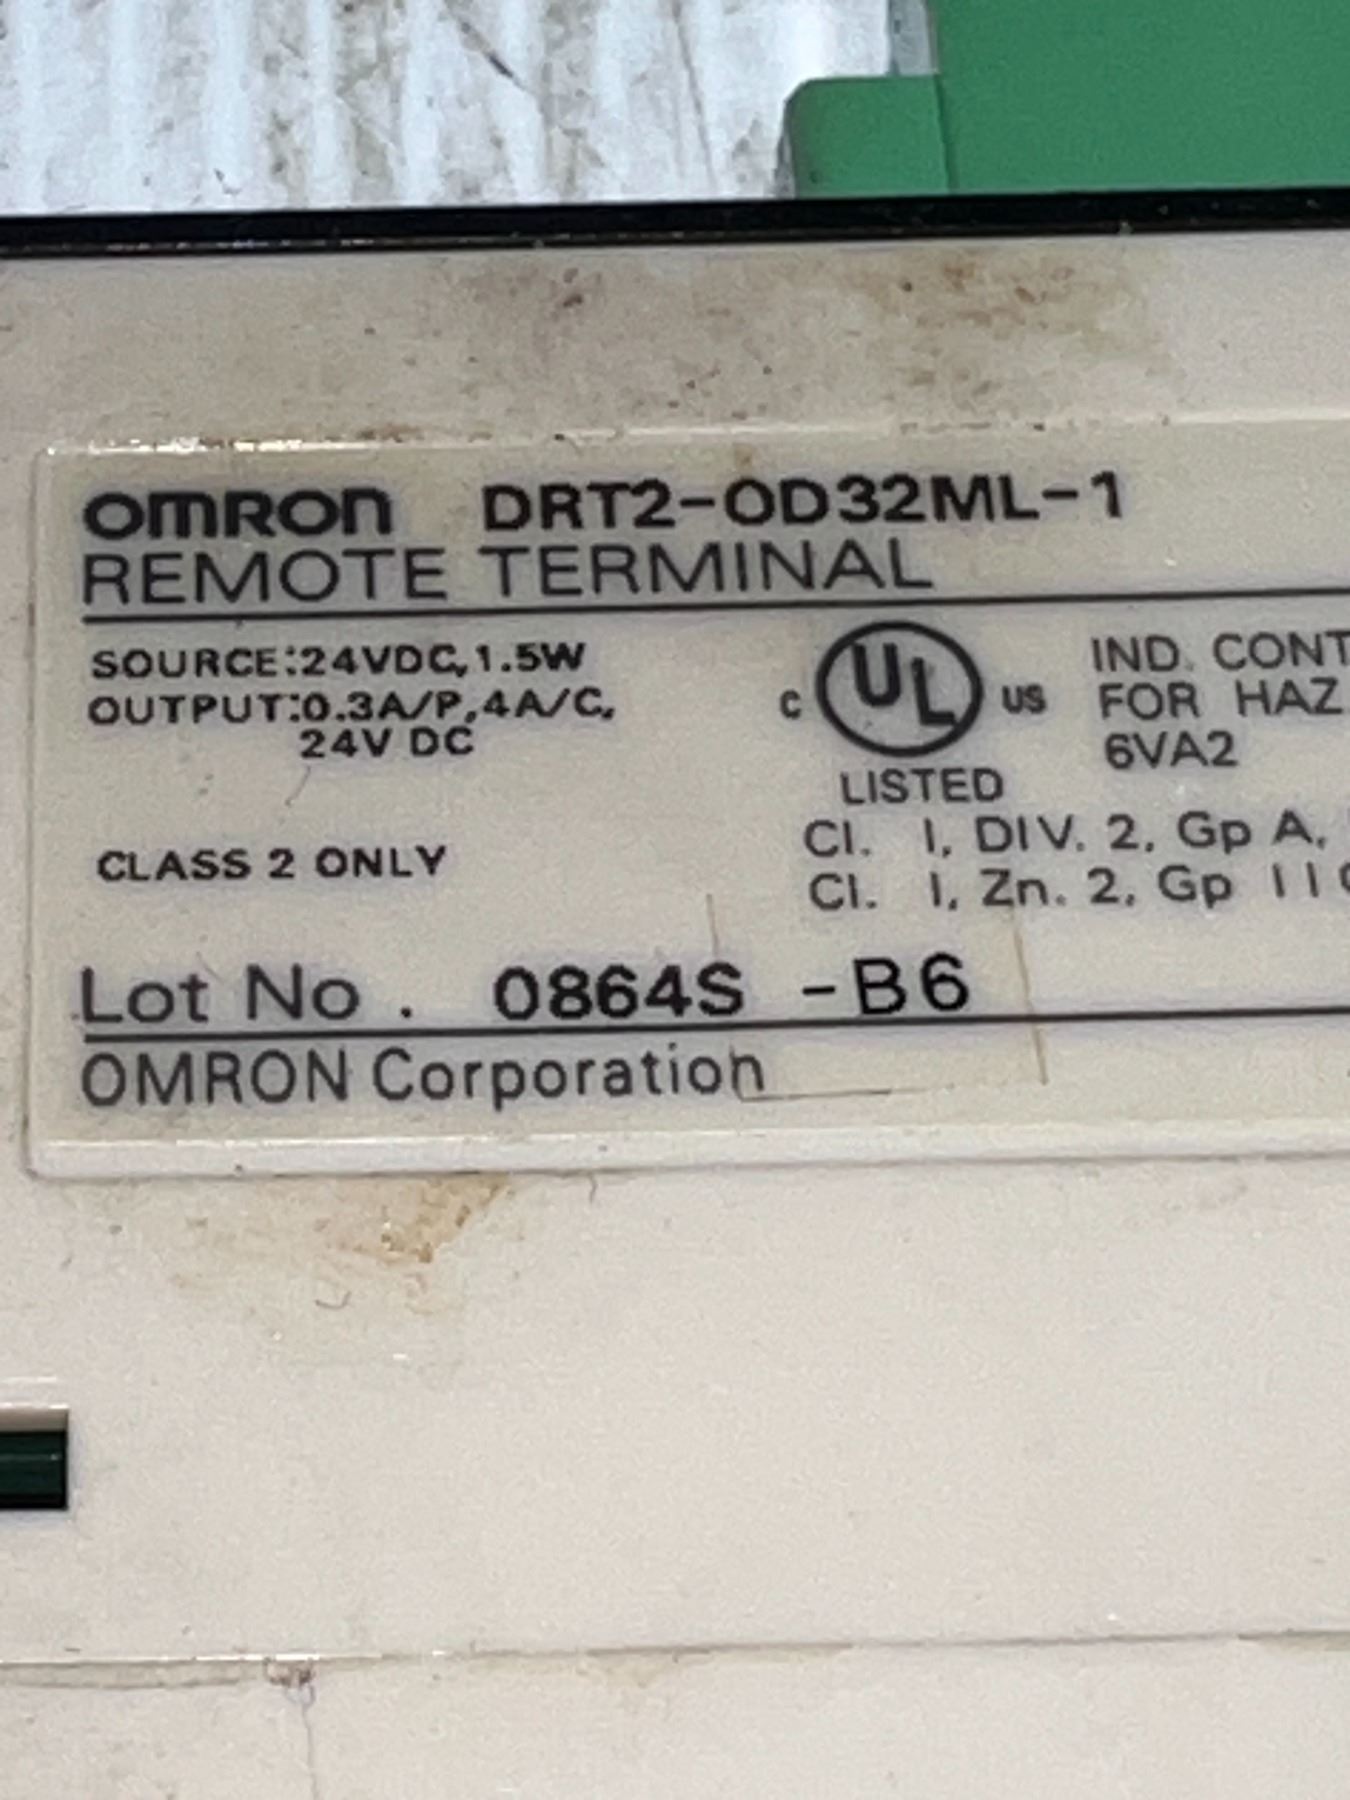 OMRON DRT2-OD32ML-1
REMOTE TERMINAL
SOURCE:24VDC,1.5W
OUTPUT:0.3A/P,4A/C,
24V DC
CLASS 2 ONLY
C UL US
LISTED
IND. CONT
FOR HAZ
6VA2
Cl. I, DIV. 2, Gp A,
Cl. I, Zn. 2, Gp II
Lot No. 0864S -B6
OMRON Corporation